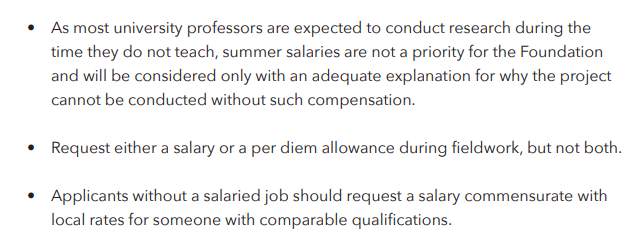 • As most university professors are expected to conduct research during the
time they do not teach, summer salaries are not a priority for the Foundation
and will be considered only with an adequate explanation for why the project
cannot be conducted without such compensation.
• Request either a salary or a per diem allowance during fieldwork, but not both.
• Applicants without a salaried job should request a salary commensurate with
local rates for someone with comparable qualifications.